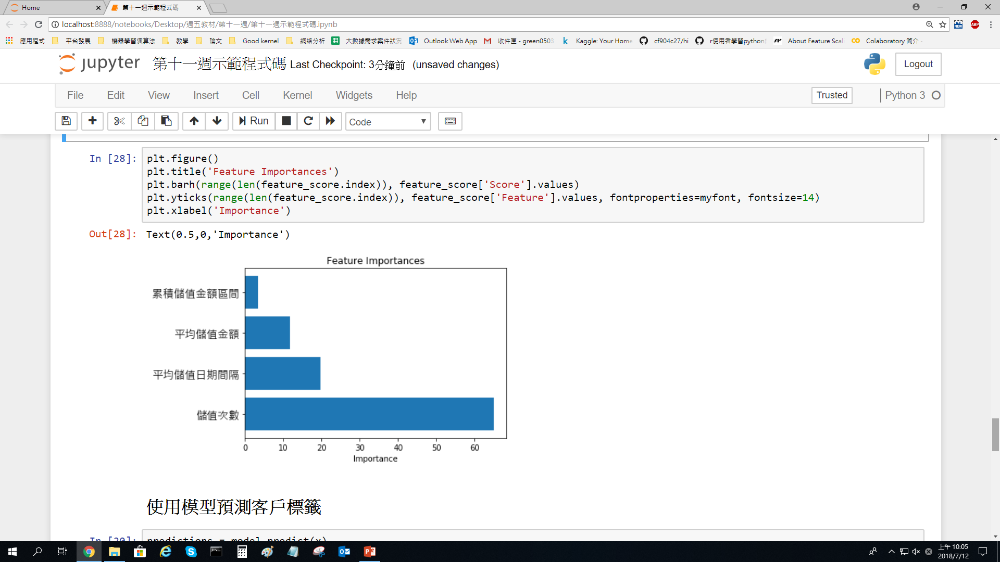 Home
第十一週示範程式碼
localhost:8888/notebooks/Desktop/週五教材/第十一週/第十一週示範程式碼.ipynb
應用程式 平台發展 機器學習演算法 教學 論文 Good kernel 網絡分析 大數據需求案件狀況 Outlook Web App 收件匣 - green0503 Kaggle: Your Home cf904c27/hi r使用者學習python About Feature Scal Colaboratory 简介 -
NEW
ABP
jupyter 第十一週示範程式碼 Last Checkpoint: 3分鐘前 (unsaved changes)
Logout
File Edit View Insert Cell Kernel Widgets Help
Trusted
Python 3
Run
Code
In [28]:
plt.figure()
plt.title('Feature Importances')
plt.barh(range(len(feature_score.index)), feature_score['Score'].values)
plt.yticks(range(len(feature_score.index)), feature_score['Feature'].values, fontproperties=myfont, fontsize=14)
plt.xlabel('Importance')
Out[28]: Text(0.5,0,'Importance')
Feature Importances
累積儲值金額區間
平均儲值金額
平均儲值日期間隔
儲值次數
0 10 20 30 40 50 60
Importance
使用模型預測客戶標籤
In [20]: predictions = model.predict(x)
上午 10:05
2018/7/12